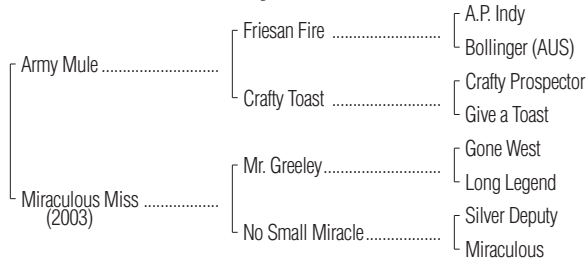 A.P. Indy
Friesan Fire ........................
Bollinger (AUS)
Army Mule ..........................
Crafty Prospector
Crafty Toast ........................
Give a Toast
Gone West
Mr. Greeley..........................
Long Legend
Miraculous Miss .................
(2003)
Silver Deputy
No Small Miracle.................
Miraculous